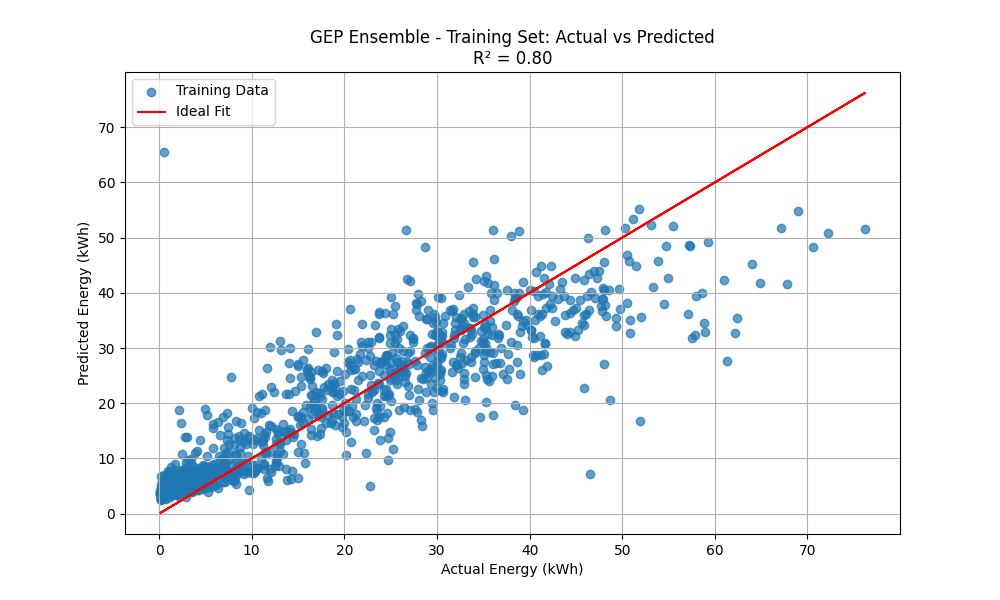 GEP Ensemble - Training Set: Actual vs Predicted
R² = 0.80
Training Data
Ideal Fit
Predicted Energy (kWh)
70
60
50
40
30
20
10
0
0 10 20 30 40 50 60 70
Actual Energy (kWh)